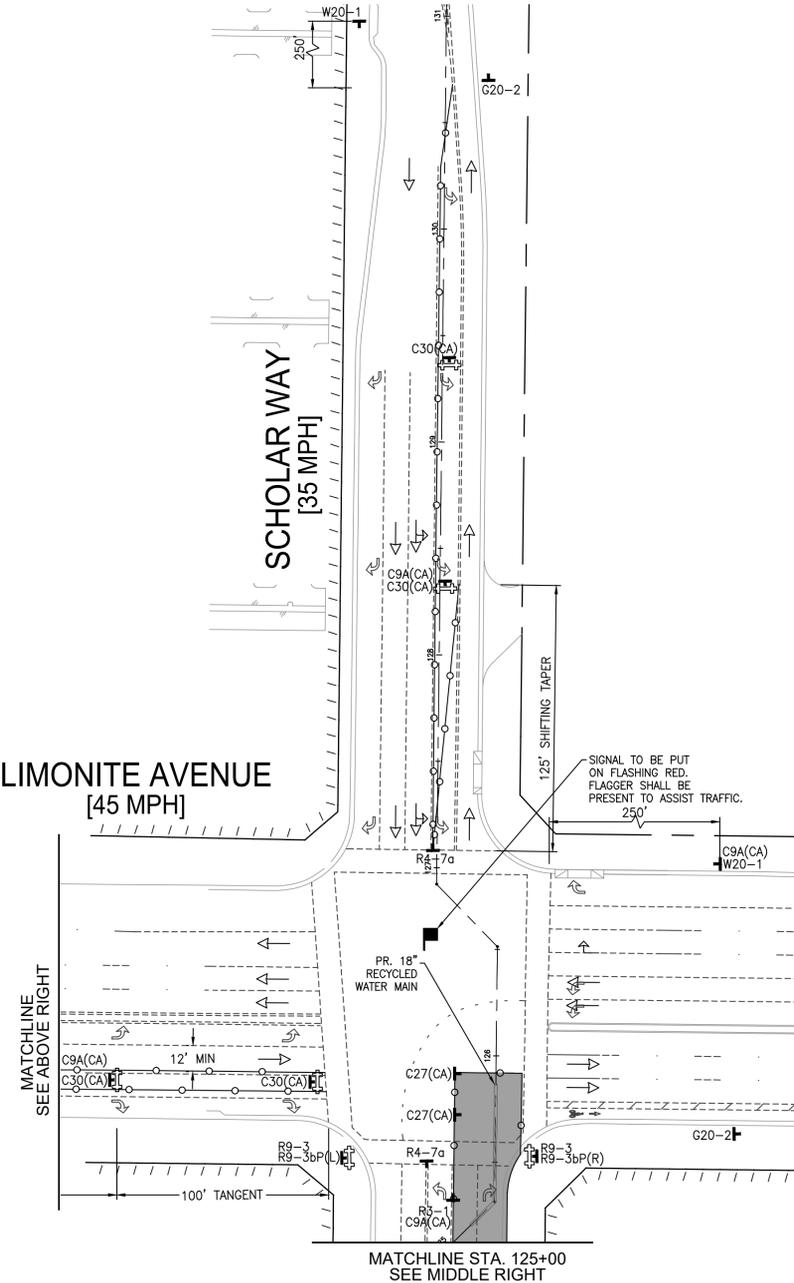 W20-1
131
250'
G20-2
130
C30(CA)
SCHOLAR WAY
[35 MPH]
129
C9A(CA)
C30(CA)
128
125' SHIFTING TAPER
LIMONITE AVENUE
[45 MPH]
SIGNAL TO BE PUT
ON FLASHING RED.
FLAGGER SHALL BE
PRESENT TO ASSIST TRAFFIC.
250'
C9A(CA)
W20-1
R4-7a
127
PR. 18"
RECYCLED
WATER MAIN
MATCHLINE
SEE ABOVE RIGHT
126
12' MIN
C9A(CA)
C30(CA)
C30(CA)
C27(CA)
C27(CA)
G20-2
R9-3
R9-3bP(L)
R4-7a
R9-3
R9-3bP(R)
100' TANGENT
R3-1
C9A(CA)
MATCHLINE STA. 125+00
SEE MIDDLE RIGHT